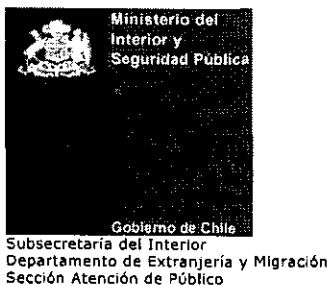 Ministerio del
Interior y
Seguridad Pública
Gobierno de Chile
Subsecretaría del Interior
Departamento de Extranjería y Migración
Sección Atención de Público